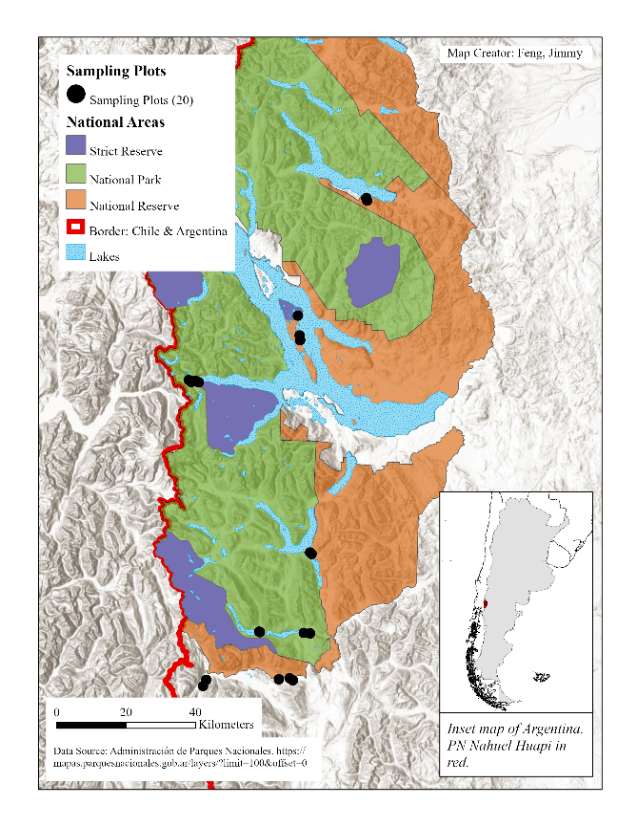 Map Creator: Feng, Jimmy
Sampling Plots
Sampling Plots (20)
National Areas
Strict Reserve
National Park
National Reserve
Border: Chile & Argentina
Lakes
0 20 40
Kilometers
Data Source: Administración de Parques Nacionales. https://
mapas.parquesnacionales.gob.ar/layers/?limit=100&offset=0
Inset map of Argentina.
PN Nahuel Huapi in
red.